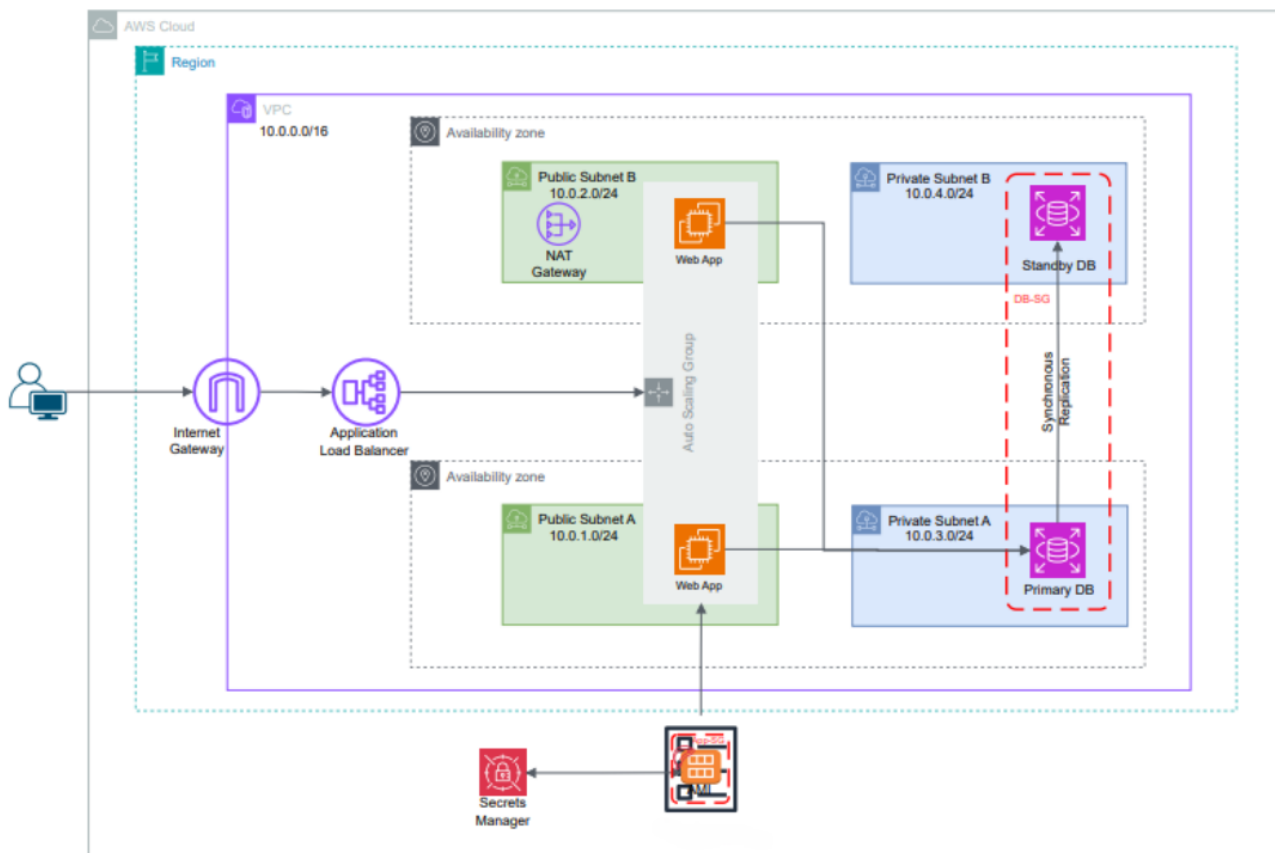 AWS Cloud
Region
VPC
10.0.0.0/16
Availability zone
Public Subnet B
10.0.2.0/24
NAT
Gateway
Web App
Private Subnet B
10.0.4.0/24
Standby DB
DB-SG
Auto Scaling Group
Synchronous
Replication
Internet
Gateway
Application
Load Balancer
Availability zone
Public Subnet A
10.0.1.0/24
Web App
Private Subnet A
10.0.3.0/24
Primary DB
App-SG
AMI
Secrets
Manager